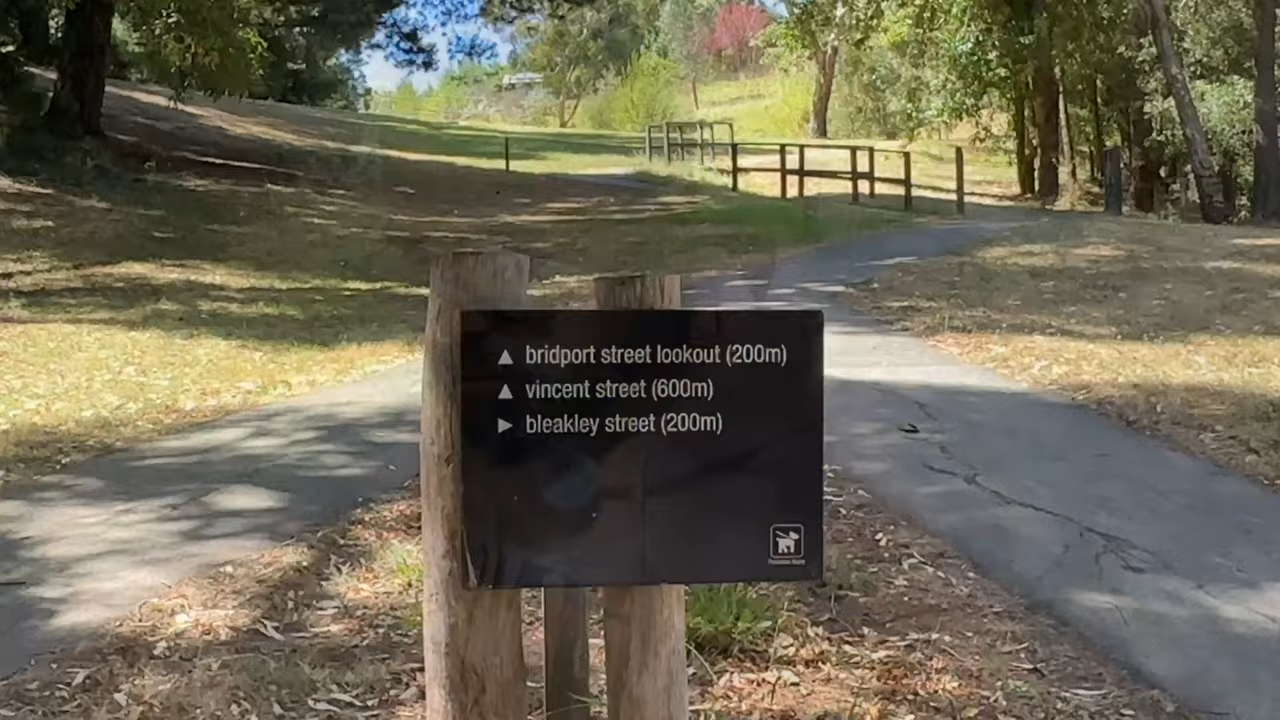 ▲ bridport street lookout (200m)
▲ vincent street (600m)
► bleakley street (200m)